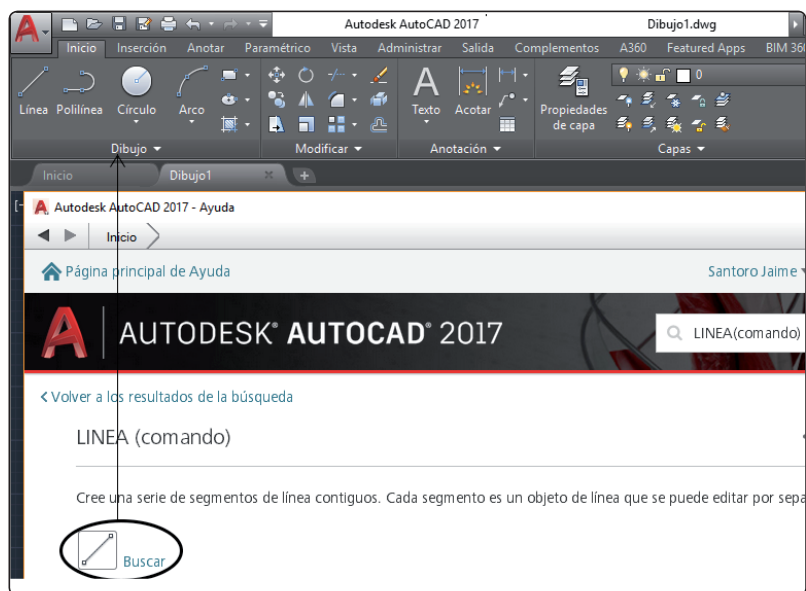 Autodesk AutoCAD 2017 Dibujo1.dwg
Inicio Inserción Anotar Paramétrico Vista Administrar Salida Complementos A360 Featured Apps BIM 360
Línea Polilínea Círculo Arco Texto Acotar Propiedades de capa 0
Dibujo Modificar Anotación Capas
Inicio Dibujo1
Autodesk AutoCAD 2017 - Ayuda
Inicio
Página principal de Ayuda Santoro Jaime
AUTODESK® AUTOCAD® 2017 LINEA(comando)
Volver a los resultados de la búsqueda
LINEA (comando)
Cree una serie de segmentos de línea contiguos. Cada segmento es un objeto de línea que se puede editar por sepa
Buscar